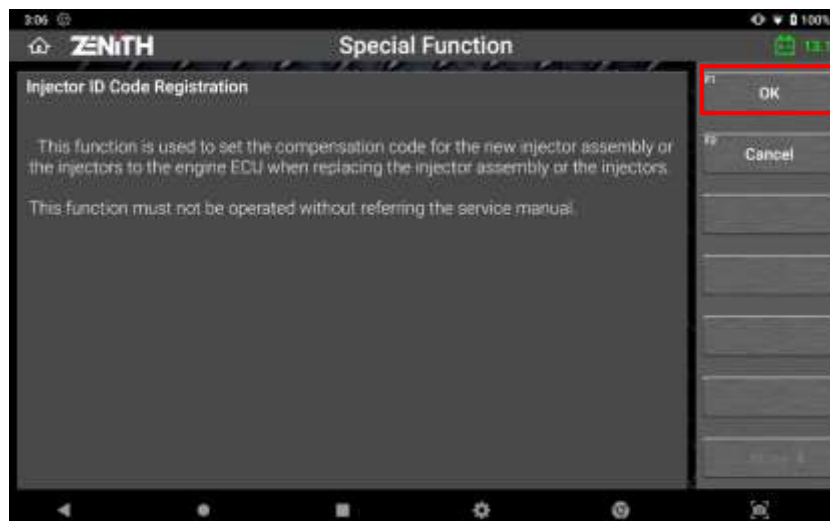 3:06
100%
ZENITH
Special Function
13.1
Injector ID Code Registration
F1
OK
This function is used to set the compensation code for the new injector assembly or
F2
Cancel
the injectors to the engine ECU when replacing the injector assembly or the injectors.
This function must not be operated without referring the service manual.